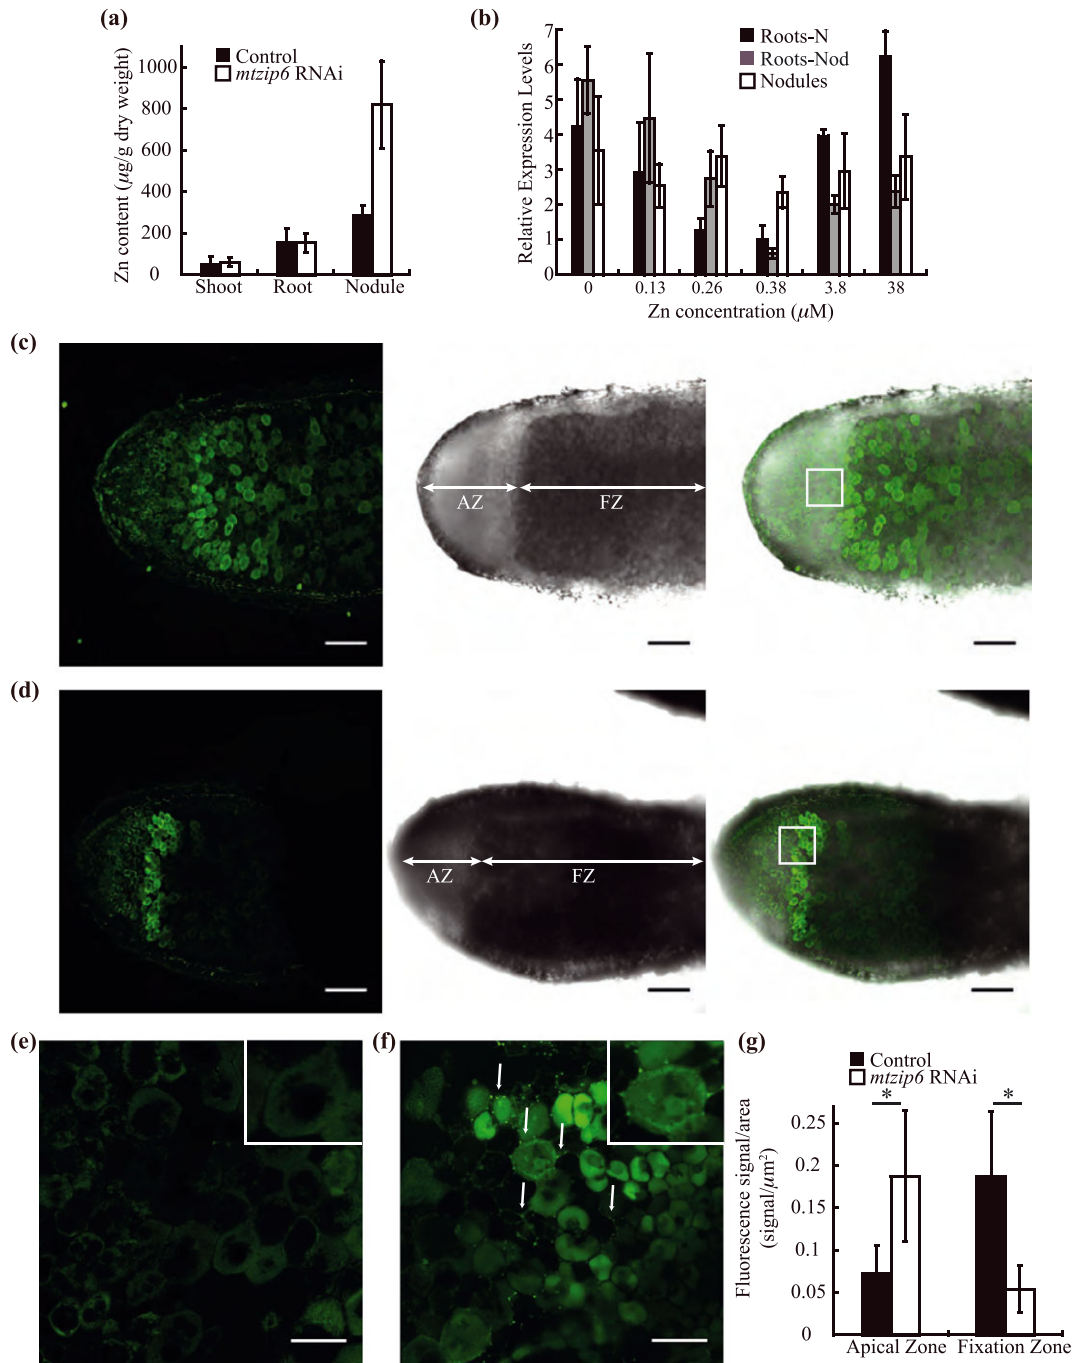 (a)
Control
mtzip6 RNAi
Zn content (µg/g dry weight)
1000
800
600
400
200
0
Shoot Root Nodule
(b)
Roots-N
Roots-Nod
Nodules
Relative Expression Levels
7
6
5
4
3
2
1
0
0 0.13 0.26 0.38 3.8 38
Zn concentration (µM)
(c)
AZ FZ
(d)
AZ FZ
(e)
(f)
(g)
Control
mtzip6 RNAi
* *
Fluorescence signal/area
(signal/µm²)
0.25
0.2
0.15
0.1
0.05
0
Apical Zone Fixation Zone